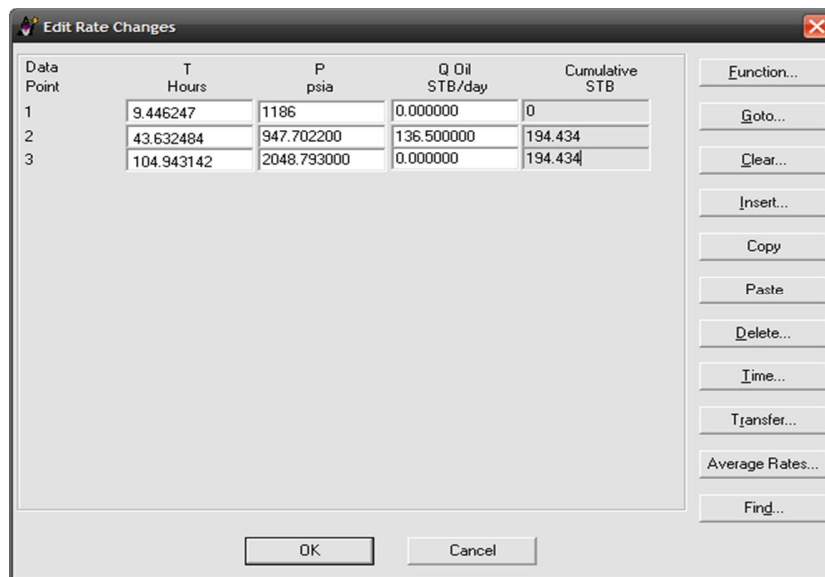 Edit Rate Changes
Data Point T Hours P psia Q Oil STB/day Cumulative STB
1 9.446247 1186 0.000000 0
2 43.632484 947.702200 136.500000 194.434
3 104.943142 2048.793000 0.000000 194.434
Function...
Goto...
Clear...
Insert...
Copy
Paste
Delete...
Time...
Transfer...
Average Rates...
Find...
OK Cancel